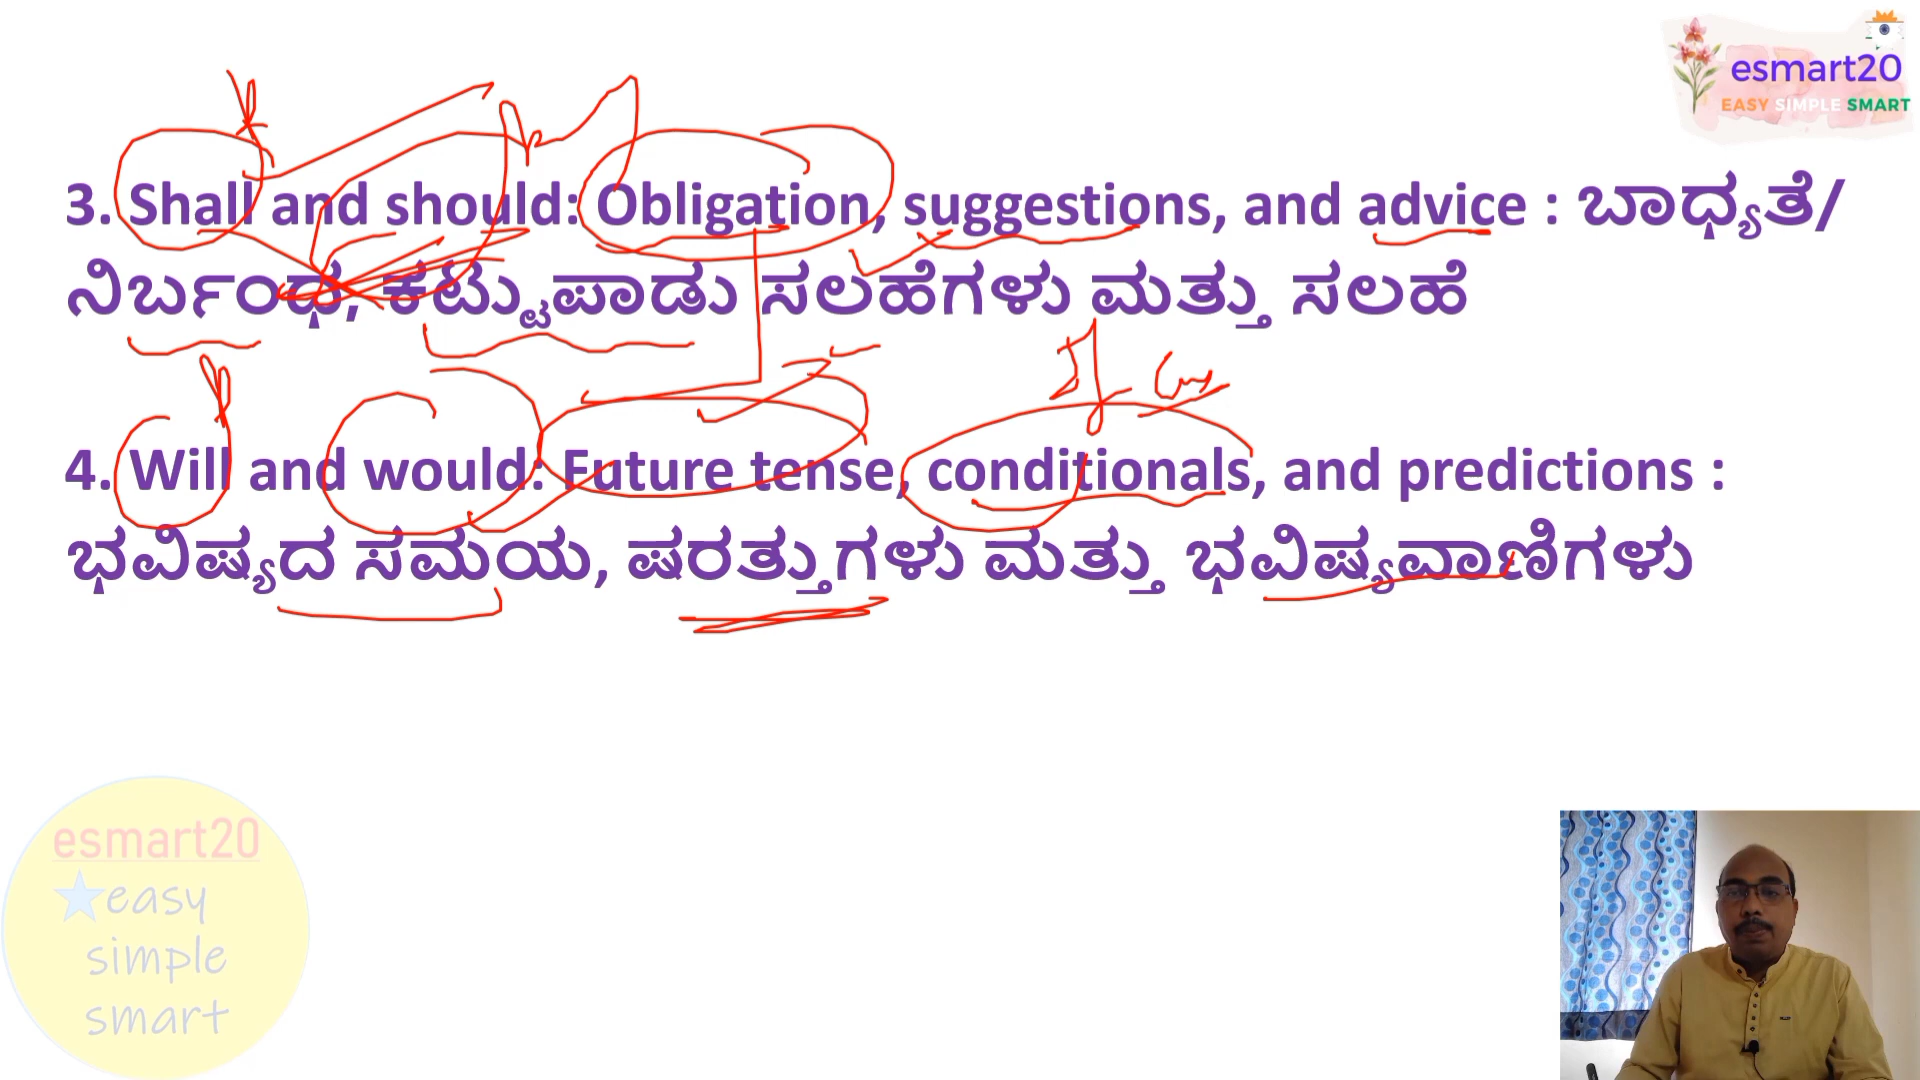 esmart20
EASY SIMPLE SMART
3. Shall and should: Obligation, suggestions, and advice : ಬಾಧ್ಯತೆ/
ನಿರ್ಬಂಧ, ಕಟ್ಟುಪಾಡು ಸಲಹೆಗಳು ಮತ್ತು ಸಲಹೆ
If
4. Will and would: Future tense, conditionals, and predictions :
ಭವಿಷ್ಯದ ಸಮಯ, ಷರತ್ತುಗಳು ಮತ್ತು ಭವಿಷ್ಯವಾಣಿಗಳು
esmart20
easy
simple
smart